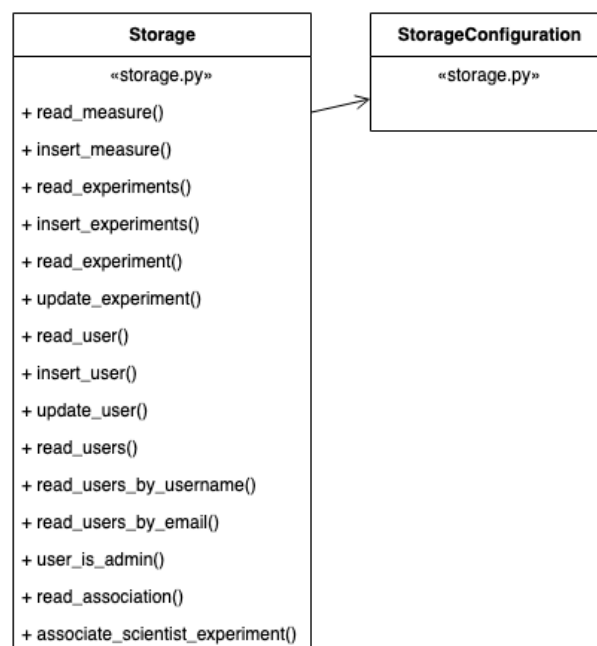 Storage
«storage.py»
+ read_measure()
+ insert_measure()
+ read_experiments()
+ insert_experiments()
+ read_experiment()
+ update_experiment()
+ read_user()
+ insert_user()
+ update_user()
+ read_users()
+ read_users_by_username()
+ read_users_by_email()
+ user_is_admin()
+ read_association()
+ associate_scientist_experiment()
StorageConfiguration
«storage.py»